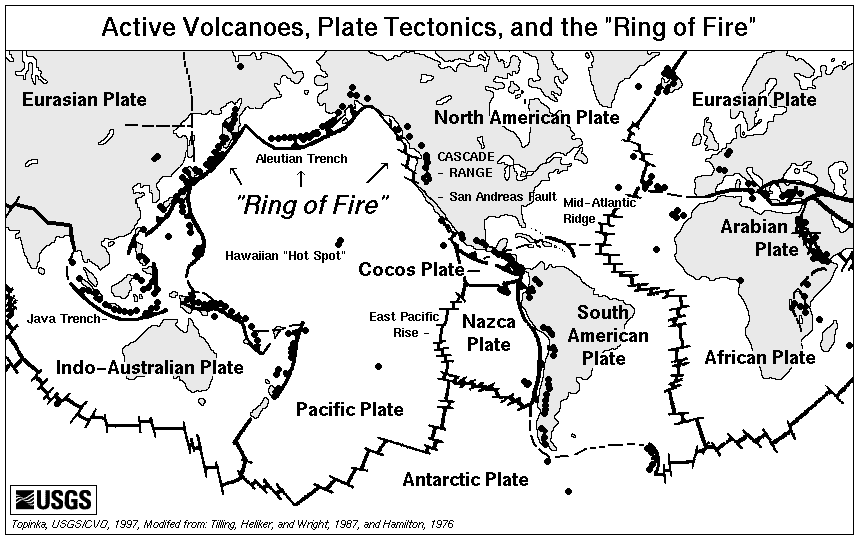 Active Volcanoes, Plate Tectonics, and the "Ring of Fire"
Eurasian Plate
North American Plate
Eurasian Plate
Aleutian Trench
CASCADE
- RANGE
"Ring of Fire"
- San Andreas Fault
Mid-Atlantic
Ridge
Arabian
Plate
Hawaiian "Hot Spot"
Cocos Plate
Java Trench-
East Pacific
Rise -
Nazca
Plate
South
American
Plate
Indo-Australian Plate
African Plate
Pacific Plate
Antarctic Plate
USGS
Topinka, USGS/CVO, 1997, Modifed from: Tilling, Heliker, and Wright, 1987, and Hamilton, 1976